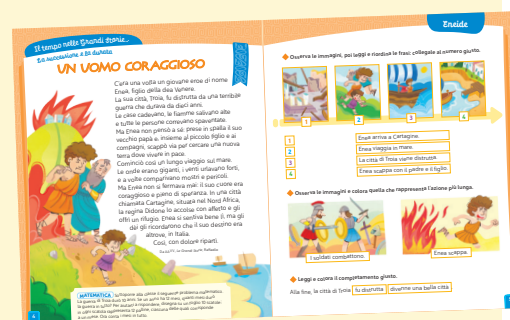 Il tempo nelle Grandi Storie
La successione e la durata
UN UOMO CORAGGIOSO
C'era una volta un giovane eroe di nome
Enea, figlio della dea Venere.
La sua città, Troia, fu distrutta da una terribile
guerra che durava da dieci anni.
Le case cadevano, le fiamme salivano alte
e tutte le persone correvano spaventate.
Ma Enea non pensò a sé: prese in spalla il suo
vecchio papà e, insieme al piccolo figlio e ai
compagni, scappò via per cercare una nuova
terra dove vivere in pace.
Cominciò così un lungo viaggio sul mare.
Le onde erano giganti, i venti urlavano forti,
e a volte comparivano mostri e pericoli.
Ma Enea non si fermava mai: il suo cuore era
coraggioso e pieno di speranza. In una città
chiamata Cartagine, situata nel Nord Africa,
la regina Didone lo accolse con affetto e gli
offrì un rifugio. Enea si sentiva bene lì, ma gli
dèi gli ricordarono che il suo destino era
altrove, in Italia.
Così, con dolore ripartì.
MATEMATICA
4
Eneide
Osserva le immagini, poi leggi e riordina le frasi: collegale al numero giusto.
1
2
3
4
1
2
3
4
Enea arriva a Cartagine.
Enea viaggia in mare.
La città di Troia viene distrutta.
Enea scappa con il padre e il figlio.
Osserva le immagini e colora quella che rappresenta l'azione più lunga.
I soldati combattono.
Enea scappa.
Leggi e colora il completamento giusto.
Alla fine, la città di Troia fu distrutta divenne una bella città.